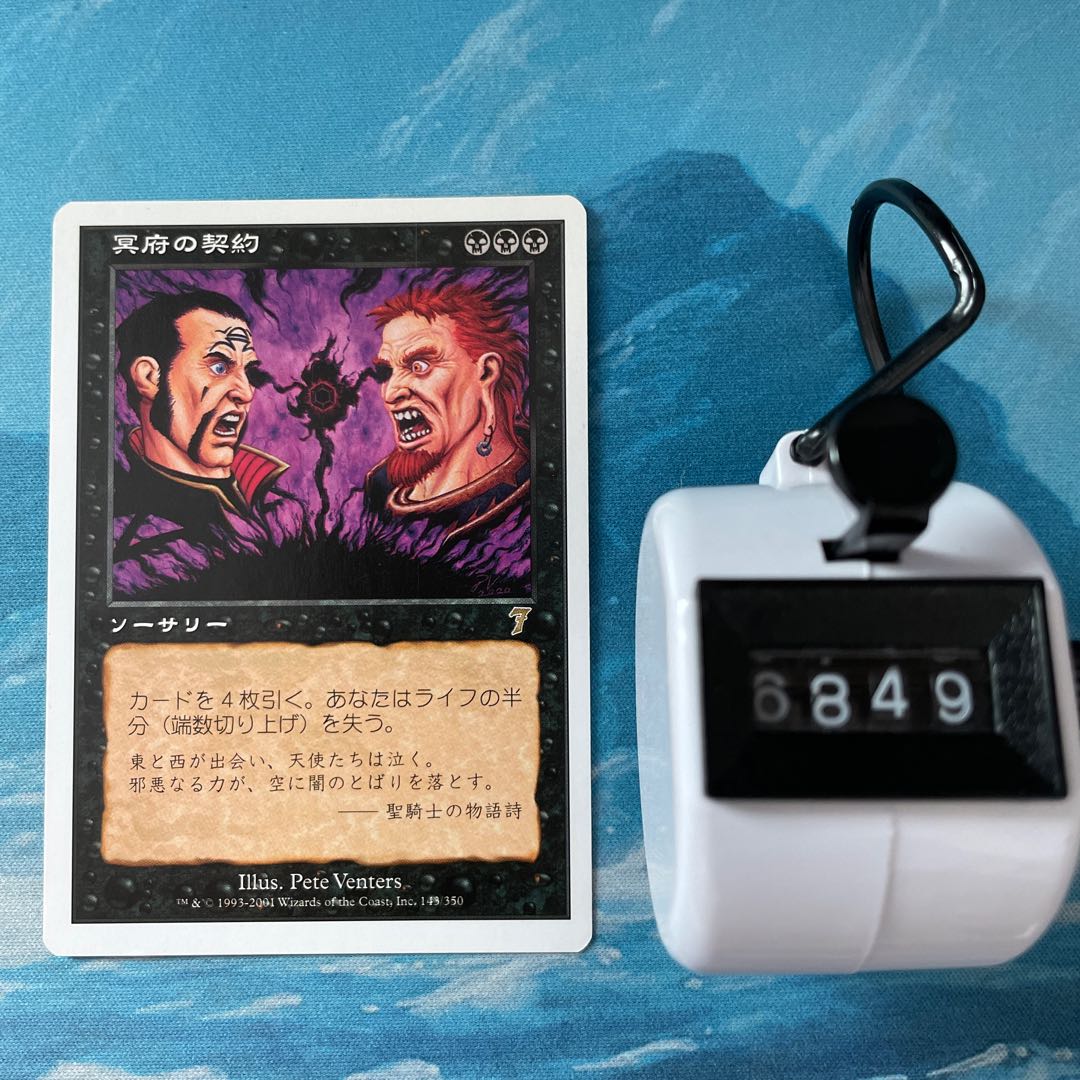 冥府の契約
ソーサリー
カードを4枚引く。あなたはライフの半
分（端数切り上げ）を失う。
東と西が出会い、天使たちは泣く。
邪悪なる力が、空に闇のとばりを落とす。
―― 聖騎士の物語詩
Illus. Pete Venters
™ & © 1993-2001 Wizards of the Coast, Inc. 143/350
6849